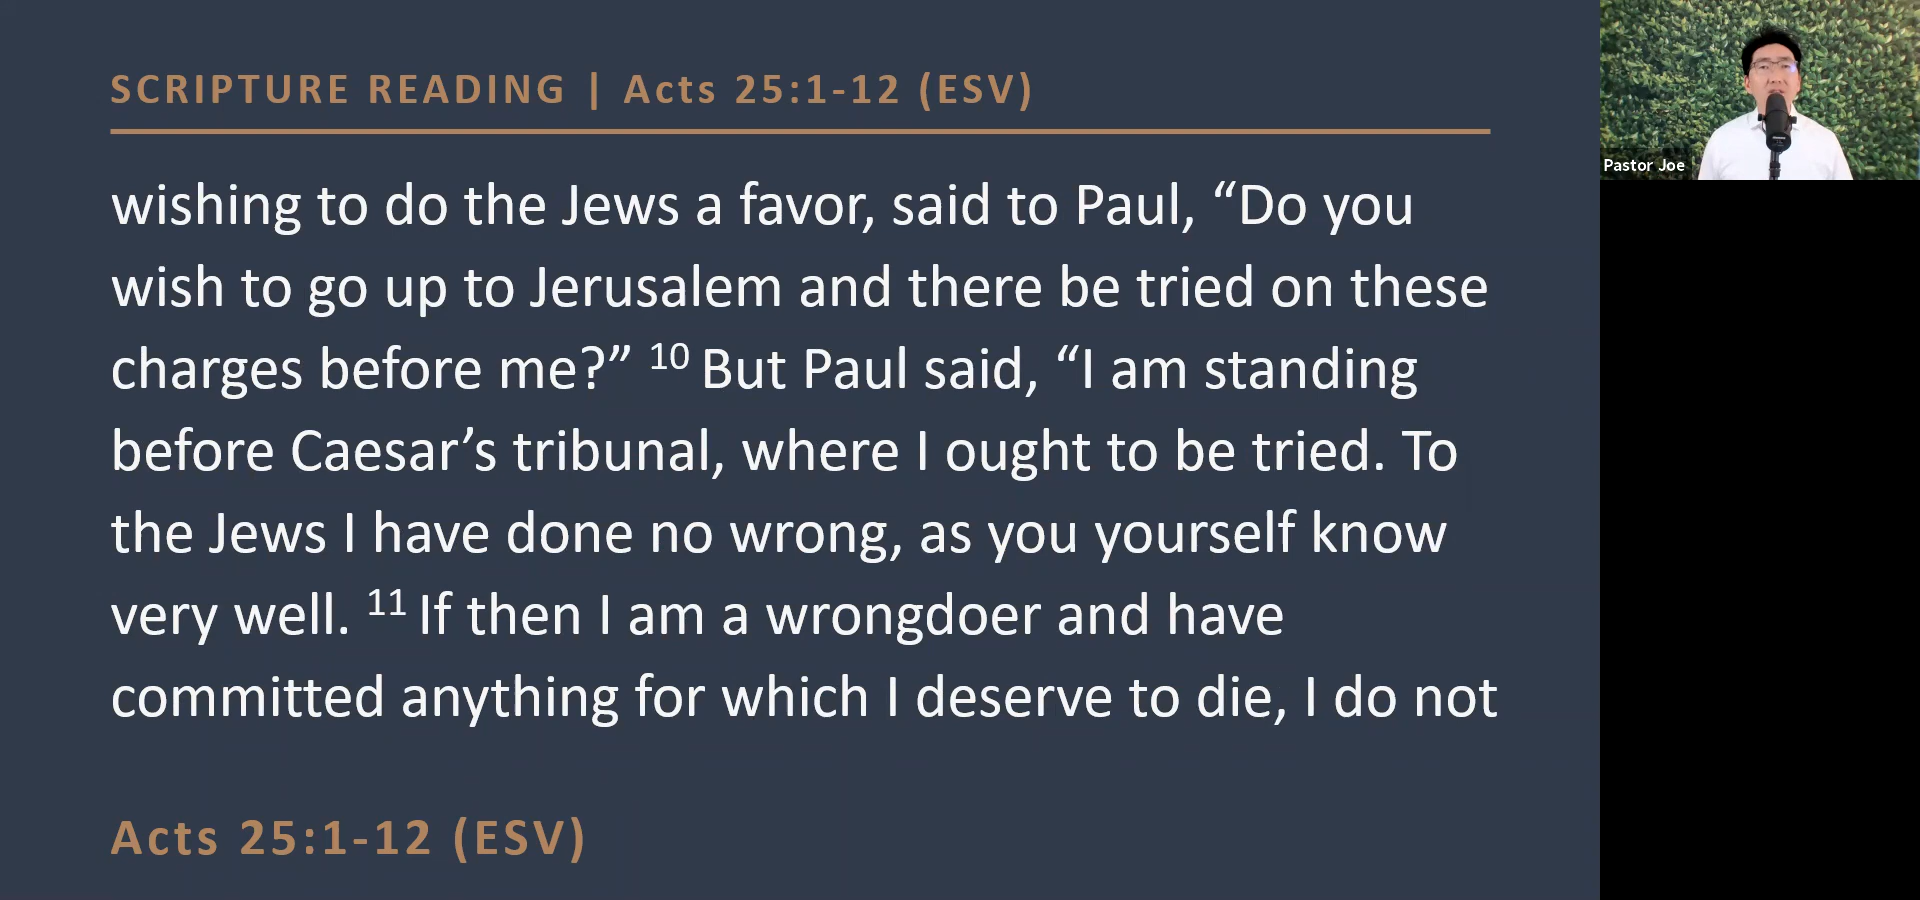 SCRIPTURE READING | Acts 25:1-12 (ESV)
wishing to do the Jews a favor, said to Paul, “Do you
wish to go up to Jerusalem and there be tried on these
charges before me?” 10 But Paul said, “I am standing
before Caesar’s tribunal, where I ought to be tried. To
the Jews I have done no wrong, as you yourself know
very well. 11 If then I am a wrongdoer and have
committed anything for which I deserve to die, I do not
Acts 25:1-12 (ESV)
Pastor Joe